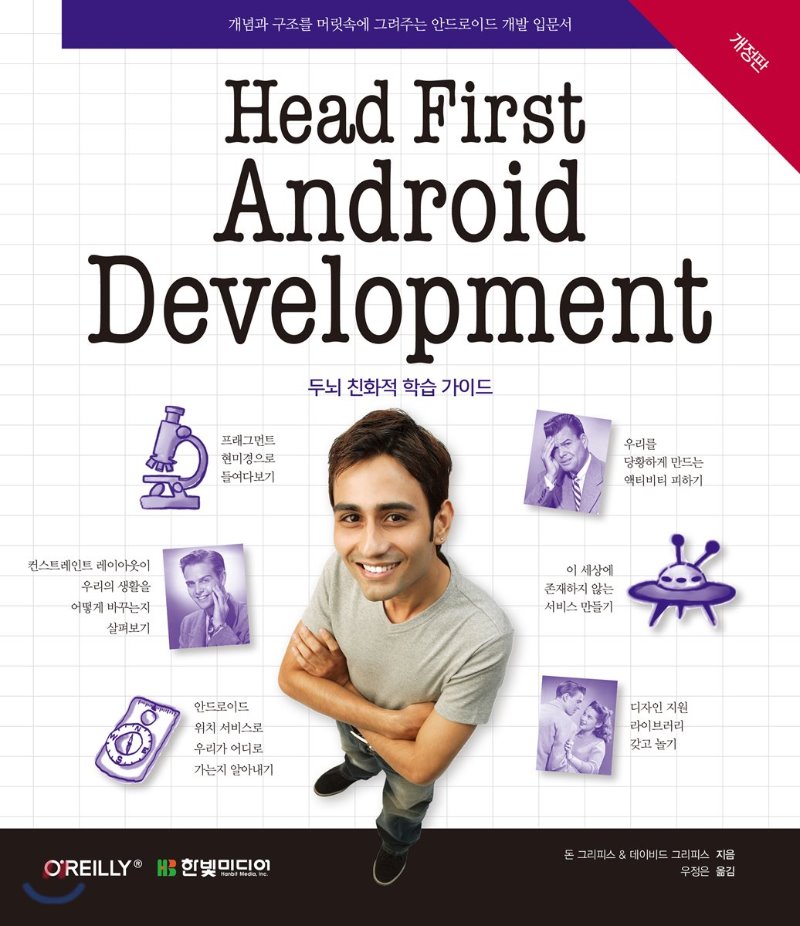 개념과 구조를 머릿속에 그려주는 안드로이드 개발 입문서
개정판
Head First
Android
Development
두뇌 친화적 학습 가이드
프래그먼트
현미경으로
들여다보기
우리를
당황하게 만드는
액티비티 피하기
컨스트레인트 레이아웃이
우리의 생활을
어떻게 바꾸는지
살펴보기
이 세상에
존재하지 않는
서비스 만들기
안드로이드
위치 서비스로
우리가 어디로
가는지 알아내기
N
E
S
W
디자인 지원
라이브러리
갖고 놀기
O'REILLY®
HB 한빛미디어
Hanbit Media, Inc.
돈 그리피스 & 데이비드 그리피스 지음
우정은 옮김